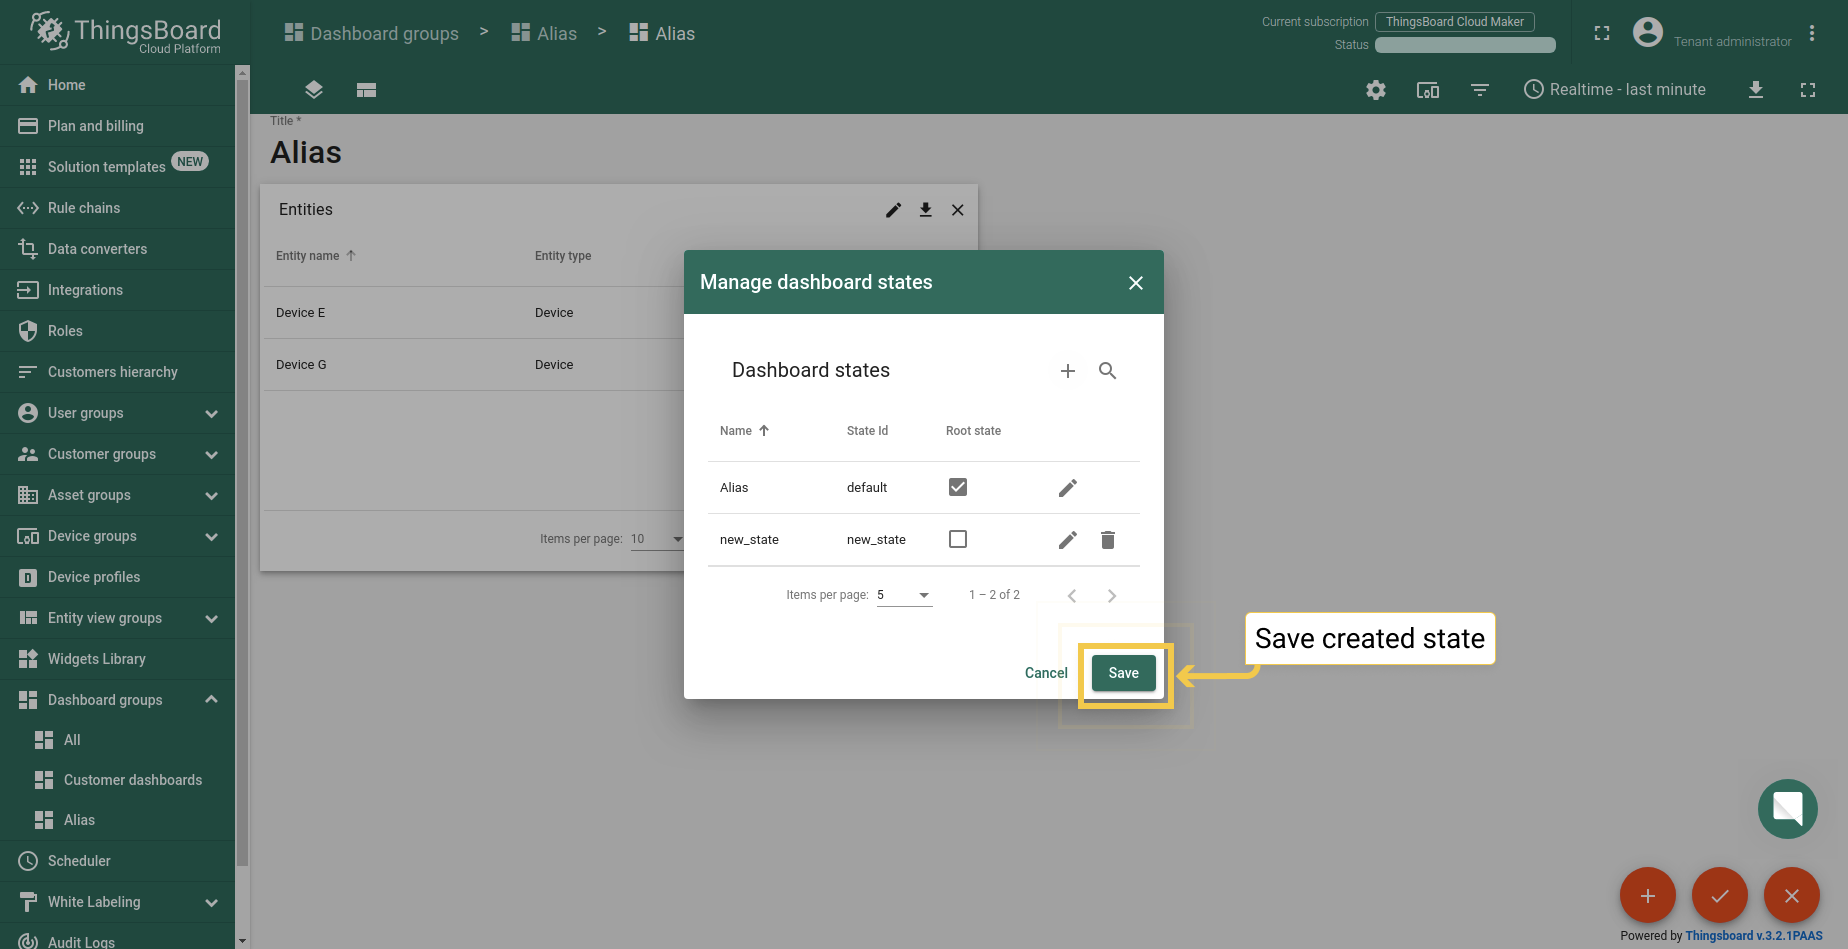 ThingsBoard
Cloud Platform
Dashboard groups > Alias > Alias
Current subscription ThingsBoard Cloud Maker
Status
Tenant administrator
Realtime - last minute
Home
Plan and billing
Solution templates NEW
Rule chains
Data converters
Integrations
Roles
Customers hierarchy
User groups
Customer groups
Asset groups
Device groups
Device profiles
Entity view groups
Widgets Library
Dashboard groups
All
Customer dashboards
Alias
Scheduler
White Labeling
Audit Logs
Title *
Alias
Entities
Entity name Entity type
Device E Device
Device G Device
Items per page: 10
Manage dashboard states
Dashboard states
Name State Id Root state
Alias default
new_state new_state
Items per page: 5 1 – 2 of 2
Cancel Save
Save created state
Powered by Thingsboard v.3.2.1PAAS